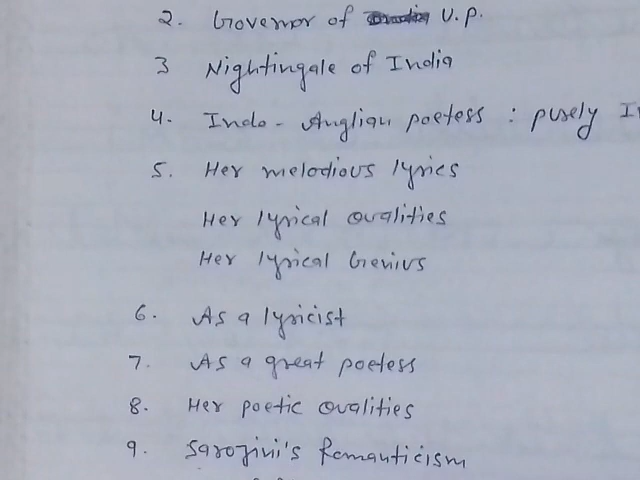 2. Governor of U.P.
3 Nightingale of India
4. Indo-Anglian poetess : purely
5. Her melodious lyrics
Her lyrical Qualities
Her lyrical Genius
6. As a lyricist
7. As a great poetess
8. Her poetic Qualities
9. Sarojini's Romanticism